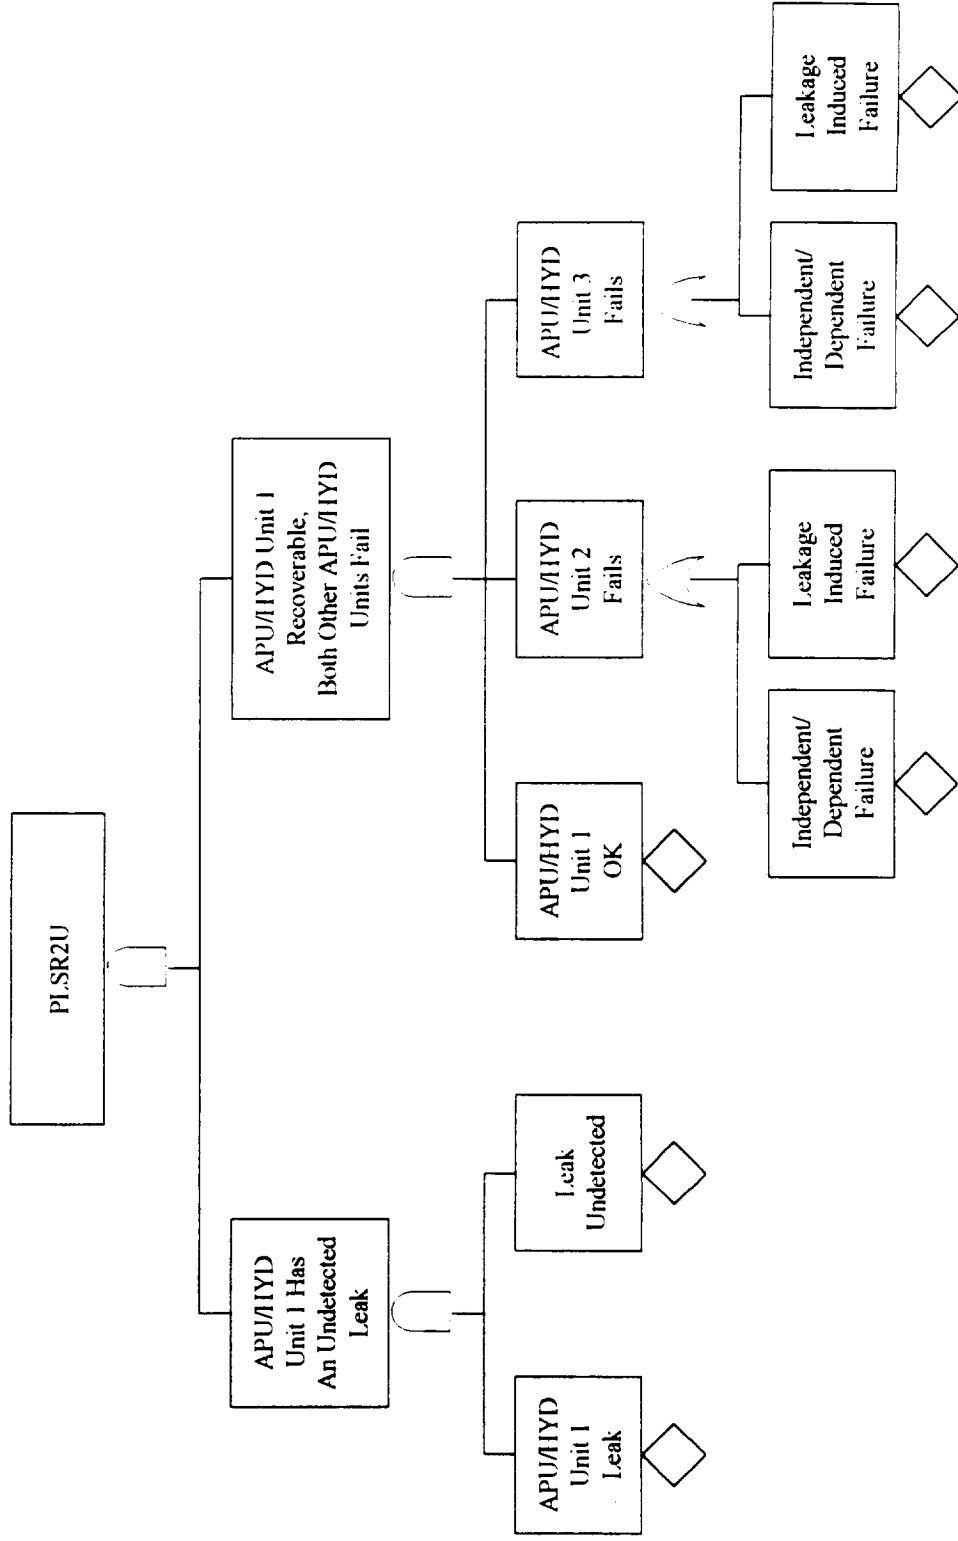 PLSR2U
APU/HYD
Unit 1 Has
An Undetected
Leak
APU/HYD Unit 1
Recoverable,
Both Other APU/HYD
Units Fail
APU/HYD
Unit 1
Leak
Leak
Undetected
APU/HYD
Unit 1
OK
APU/HYD
Unit 2
Fails
APU/HYD
Unit 3
Fails
Independent/
Dependent
Failure
Leakage
Induced
Failure
Independent/
Dependent
Failure
Leakage
Induced
Failure